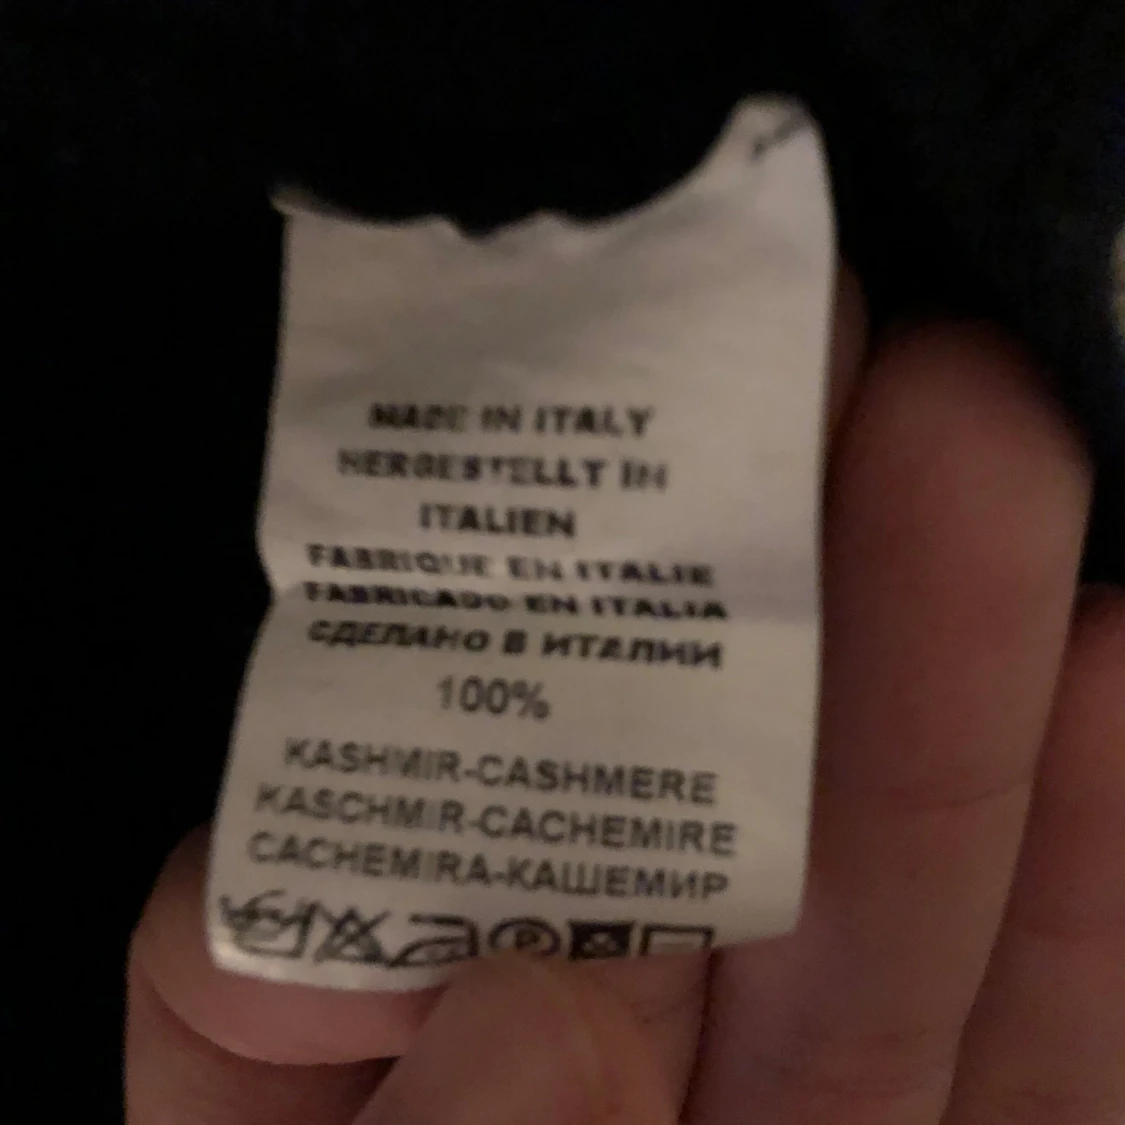 MADE IN ITALY
HERGESTELLT IN
ITALIEN
FABRIQUE EN ITALIE
FABRICADO EN ITALIA
СДЕЛАНО В ИТАЛИИ
100%
KASHMIR-CASHMERE
KASCHMIR-CACHEMIRE
CACHEMIRA-КАШЕМИР
P